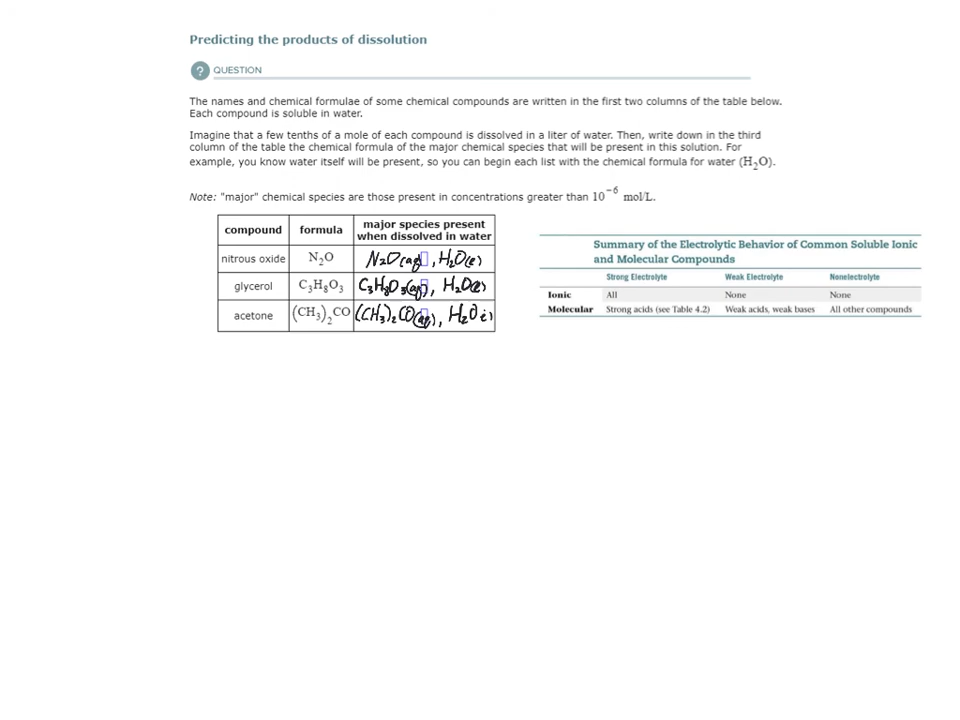 Predicting the products of dissolution
? QUESTION
The names and chemical formulae of some chemical compounds are written in the first two columns of the table below.
Each compound is soluble in water.
Imagine that a few tenths of a mole of each compound is dissolved in a liter of water. Then, write down in the third
column of the table the chemical formula of the major chemical species that will be present in this solution. For
example, you know water itself will be present, so you can begin each list with the chemical formula for water (H₂O).
Note: "major" chemical species are those present in concentrations greater than 10⁻⁶ mol/L.
compound formula major species present
when dissolved in water
nitrous oxide N₂O N₂O(aq), H₂O(l)
glycerol C₃H₈O₃ C₃H₈O₃(aq), H₂O(l)
acetone (CH₃)₂CO (CH₃)₂CO(aq), H₂O(l)
Summary of the Electrolytic Behavior of Common Soluble Ionic
and Molecular Compounds
Strong Electrolyte Weak Electrolyte Nonelectrolyte
Ionic All None None
Molecular Strong acids (see Table 4.2) Weak acids, weak bases All other compounds